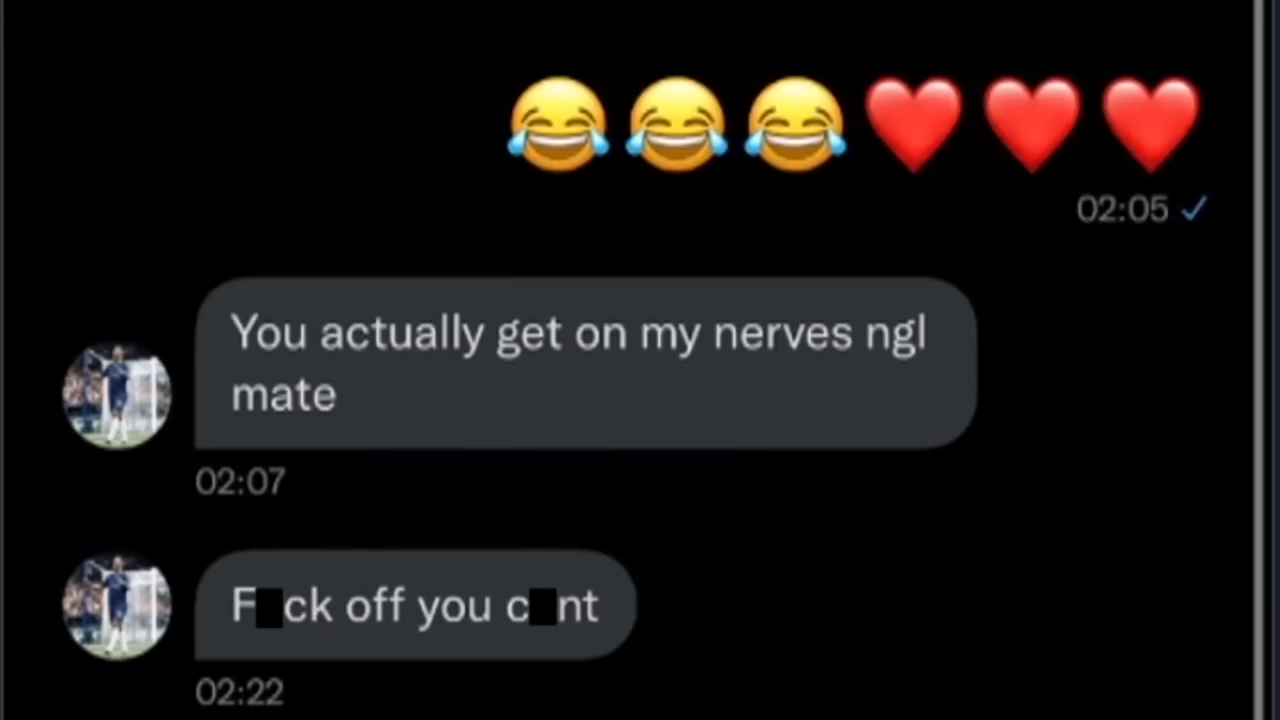 😂😂😂❤️❤️❤️
02:05 ✓
You actually get on my nerves ngl
mate
02:07
F█ck off you c█nt
02:22